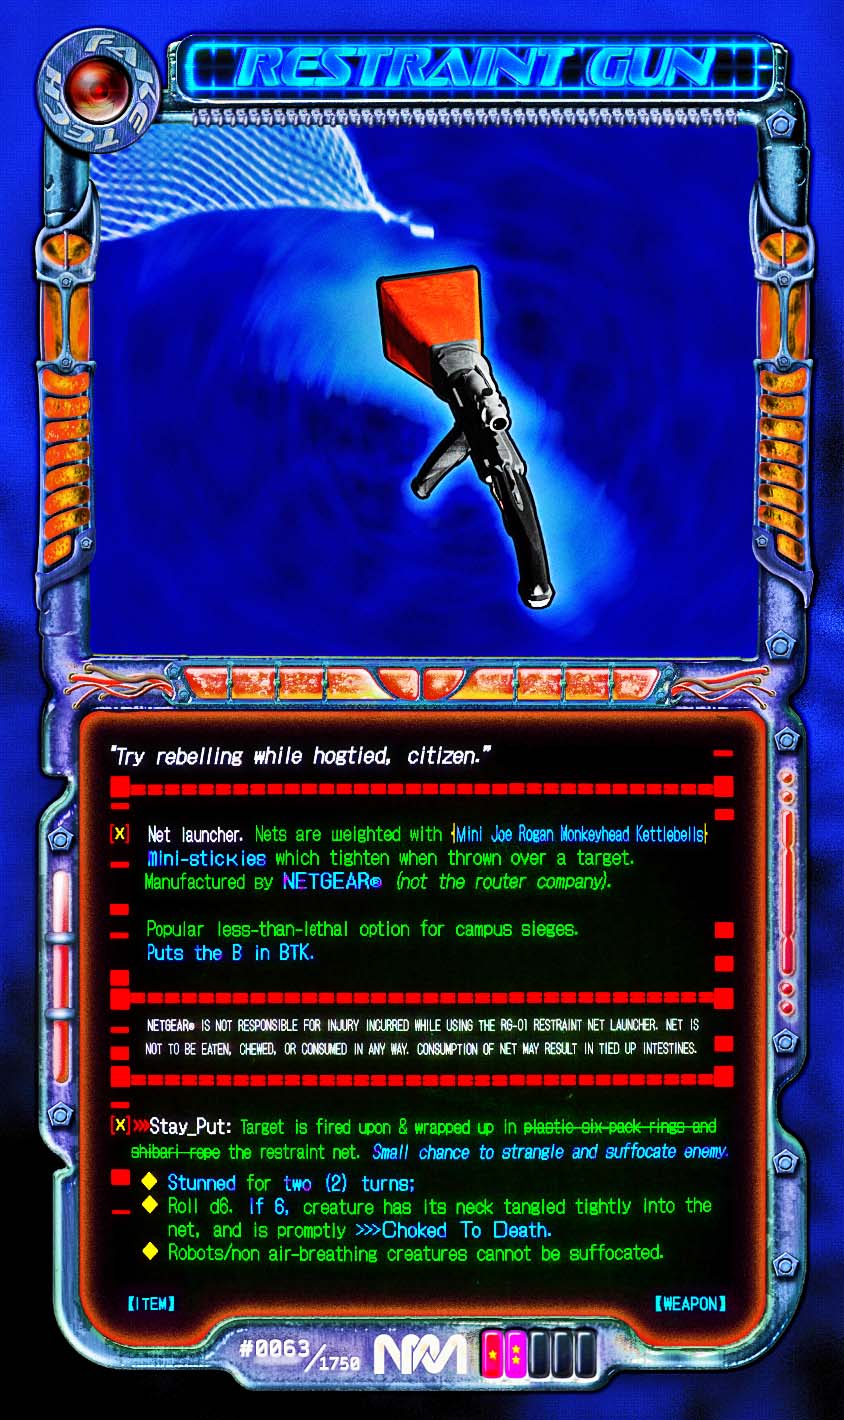 FAKE TECH
RESTRAINT GUN
"Try rebelling while hogtied, citizen."
[X] Net launcher. Nets are weighted with {Mini Joe Rogan Monkeyhead Kettlebells}
Mini-stickies which tighten when thrown over a target.
Manufactured BY NETGEAR® (not the router company).
Popular less-than-lethal option for campus sieges.
Puts the B in BTK.
NETGEAR® IS NOT RESPONSIBLE FOR INJURY INCURRED WHILE USING THE RG-01 RESTRAINT NET LAUNCHER. NET IS
NOT TO BE EATEN, CHEWED, OR CONSUMED IN ANY WAY. CONSUMPTION OF NET MAY RESULT IN TIED UP INTESTINES.
[X]>>>Stay_Put: Target is fired upon & wrapped up in plastic six-pack rings and
shibari rope the restraint net. Small chance to strangle and suffocate enemy.
Stunned for two (2) turns;
Roll d6. If 6, creature has its neck tangled tightly into the
net, and is promptly >>>Choked To Death.
Robots/non air-breathing creatures cannot be suffocated.
【ITEM】 【WEAPON】
#0063/1750 NM